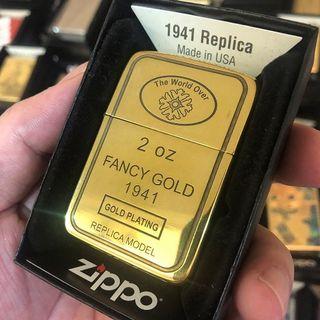 1941 Replica
Made in USA
The World Over
2 oz
FANCY GOLD
1941
GOLD PLATING
REPLICA MODEL
zippo